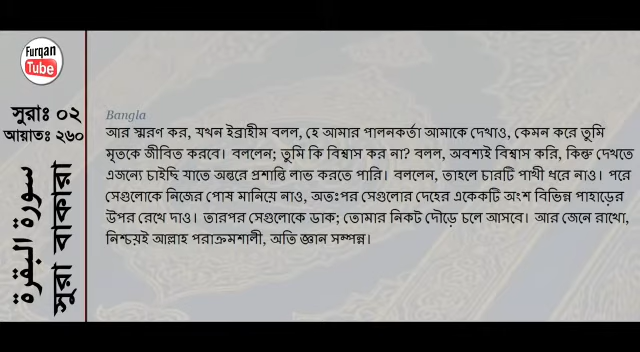 Furqan
Tube
সুরাঃ ০২
আয়াতঃ ২৬০
سورة البقرة
সুরা বাকারা
Bangla
আর স্মরণ কর, যখন ইব্রাহীম বলল, হে আমার পালনকর্তা আমাকে দেখাও, কেমন করে তুমি
মৃতকে জীবিত করবে। বললেন; তুমি কি বিশ্বাস কর না? বলল, অবশ্যই বিশ্বাস করি, কিন্তু দেখতে
এজন্যে চাইছি যাতে অন্তরে প্রশান্তি লাভ করতে পারি। বললেন, তাহলে চারটি পাখী ধরে নাও। পরে
সেগুলোকে নিজের পোষ মানিয়ে নাও, অতঃপর সেগুলোর দেহের একেকটি অংশ বিভিন্ন পাহাড়ের
উপর রেখে দাও। তারপর সেগুলোকে ডাক; তোমার নিকট দৌড়ে চলে আসবে। আর জেনে রাখো,
নিশ্চয়ই আল্লাহ পরাক্রমশালী, অতি জ্ঞান সম্পন্ন।